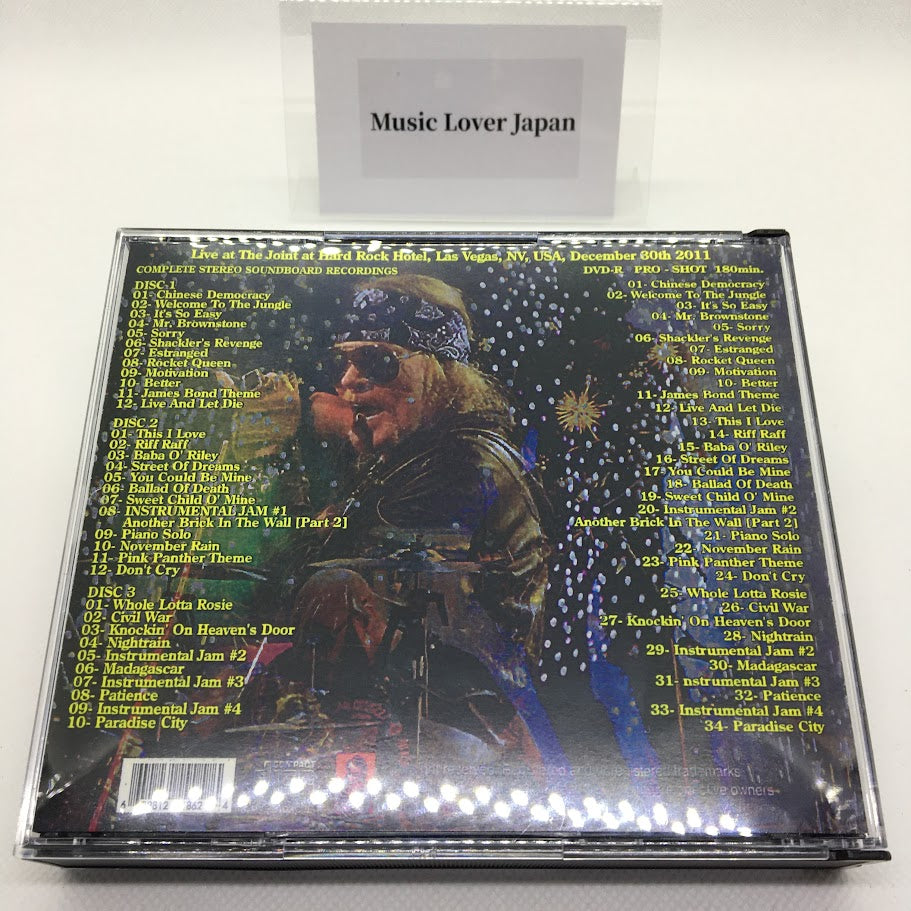 Music Lover Japan
Live at The Joint at Hard Rock Hotel, Las Vegas, NV, USA, December 30th 2011
COMPLETE STEREO SOUNDBOARD RECORDINGS
DISC 1
01- Chinese Democracy
02- Welcome To The Jungle
03- It's So Easy
04- Mr. Brownstone
05- Sorry
06- Shackler's Revenge
07- Estranged
08- Rocket Queen
09- Motivation
10- Better
11- James Bond Theme
12- Live And Let Die
DISC 2
01- This I Love
02- Riff Raff
03- Baba O' Riley
04- Street Of Dreams
05- You Could Be Mine
06- Ballad Of Death
07- Sweet Child O' Mine
08- INSTRUMENTAL JAM #1
Another Brick In The Wall [Part 2]
09- Piano Solo
10- November Rain
11- Pink Panther Theme
12- Don't Cry
DISC 3
01- Whole Lotta Rosie
02- Civil War
03- Knockin' On Heaven's Door
04- Nightrain
05- Instrumental Jam #2
06- Madagascar
07- Instrumental Jam #3
08- Patience
09- Instrumental Jam #4
10- Paradise City
DVD-R PRO - SHOT 180min.
01- Chinese Democracy
02- Welcome To The Jungle
03- It's So Easy
04- Mr. Brownstone
05- Sorry
06- Shackler's Revenge
07- Estranged
08- Rocket Queen
09- Motivation
10- Better
11- James Bond Theme
12- Live And Let Die
13- This I Love
14- Riff Raff
15- Baba O' Riley
16- Street Of Dreams
17- You Could Be Mine
18- Ballad Of Death
19- Sweet Child O' Mine
20- Instrumental Jam #2
Another Brick In The Wall [Part 2]
21- Piano Solo
22- November Rain
23- Pink Panther Theme
24- Don't Cry
25- Whole Lotta Rosie
26- Civil War
27- Knockin' On Heaven's Door
28- Nightrain
29- Instrumental Jam #2
30- Madagascar
31- nstrumental Jam #3
32- Patience
33- Instrumental Jam #4
34- Paradise City
trademarks
owners